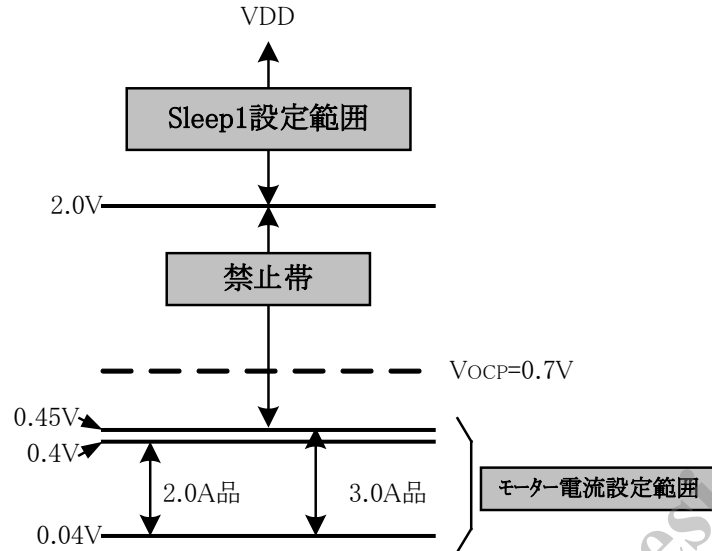 VDD
Sleep1設定範囲
2.0V
禁止帯
VOCP=0.7V
0.45V
0.4V
2.0A品
3.0A品
モーター電流設定範囲
0.04V